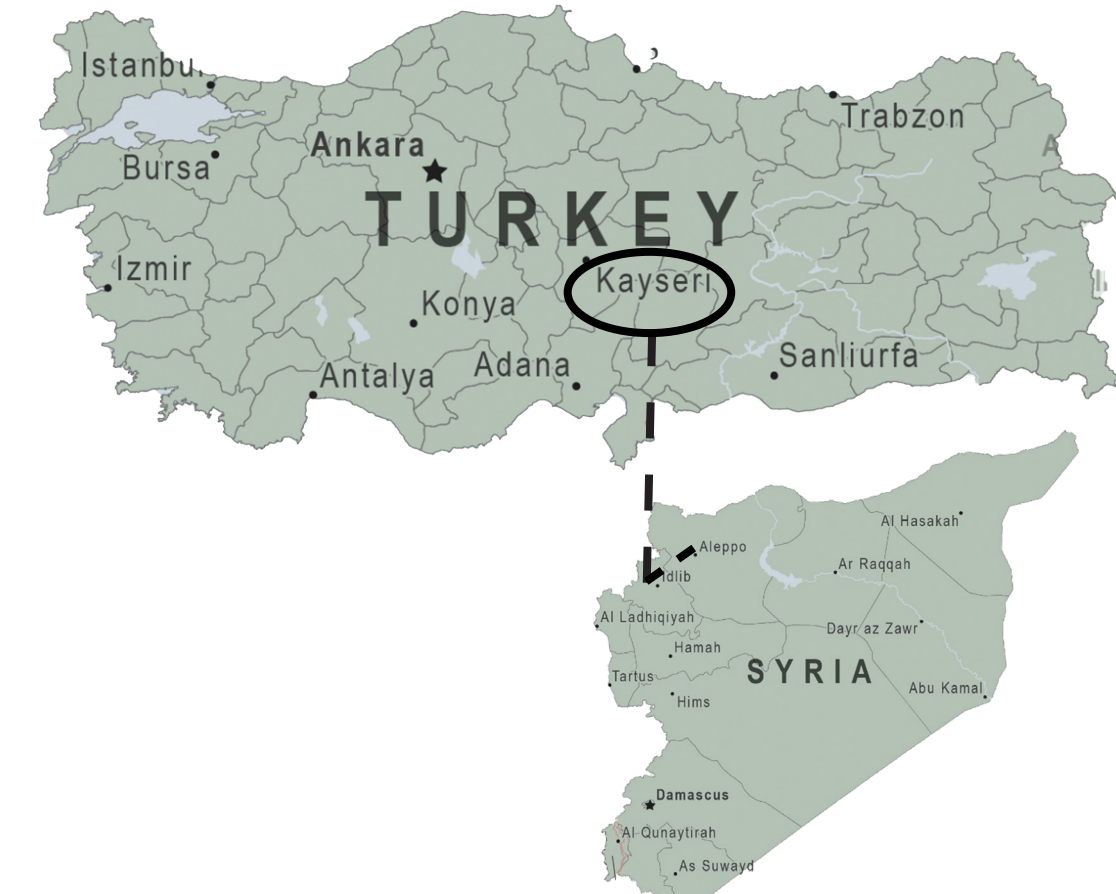 Istanbu
Trabzon
Ankara
A
Bursa
TURKEY
Izmir
Kayseri
Konya
Sanliurfa
Adana
Antalya
Al Hasakah
Aleppo
Ar Raqqah
Idlib
Al Ladhiqiyah
Dayr az Zawr
Hamah
SYRIA
Tartus
Abu Kamal
Hims
Damascus
Al Qunaytirah
As Suwayd